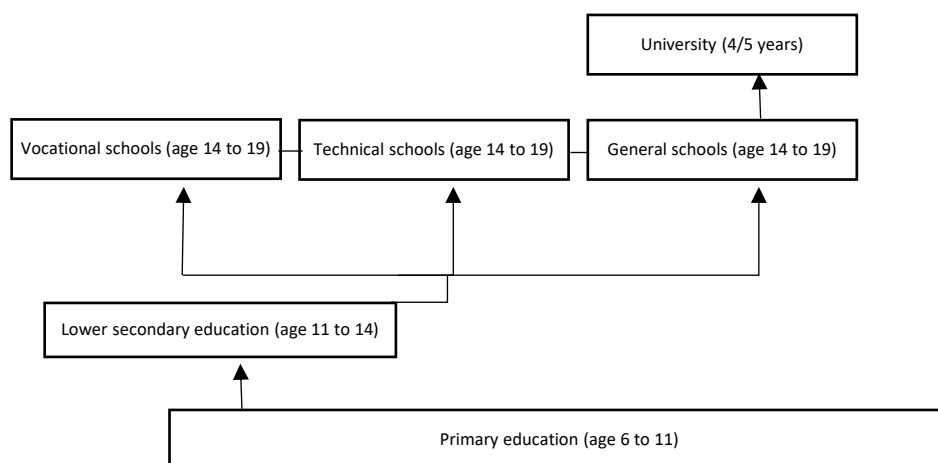 University (4/5 years)
Vocational schools (age 14 to 19)
Technical schools (age 14 to 19)
General schools (age 14 to 19)
Lower secondary education (age 11 to 14)
Primary education (age 6 to 11)